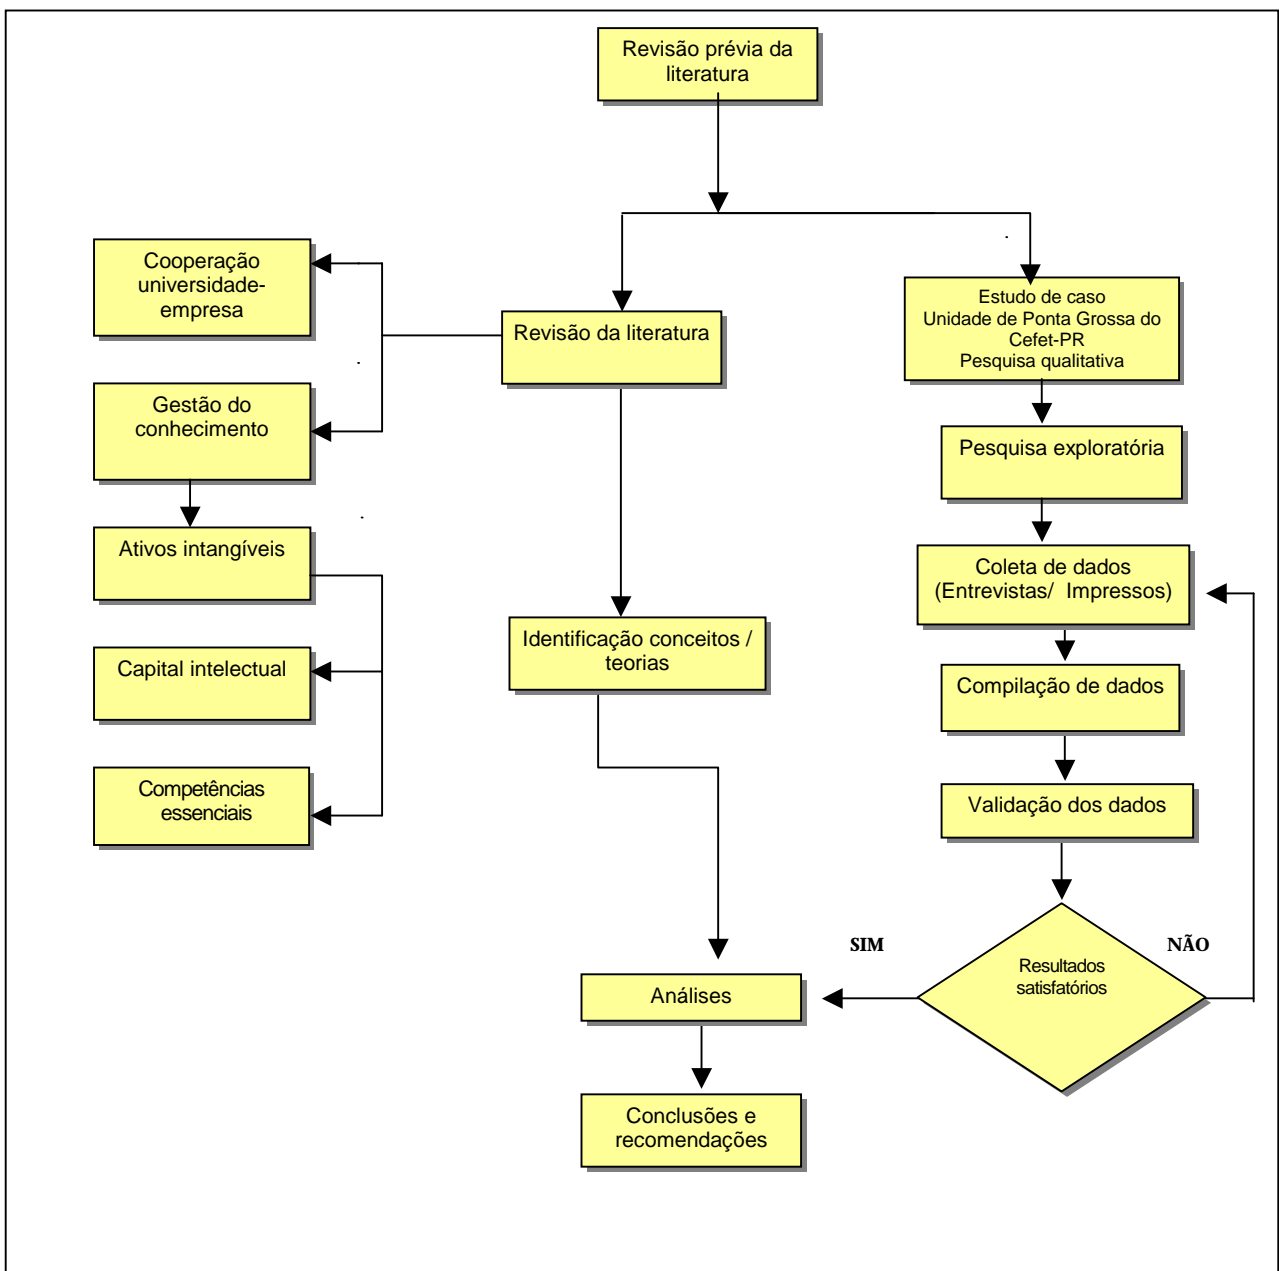 Revisão prévia da
literatura
Cooperação
universidade-
empresa
Revisão da literatura
Estudo de caso
Unidade de Ponta Grossa do
Cefet-PR
Pesquisa qualitativa
Gestão do
conhecimento
Pesquisa exploratória
Ativos intangíveis
Coleta de dados
(Entrevistas/ Impressos)
Identificação conceitos /
teorias
Capital intelectual
Compilação de dados
Competências
essenciais
Validação dos dados
SIM
NÃO
Resultados
satisfatórios
Análises
Conclusões e
recomendações